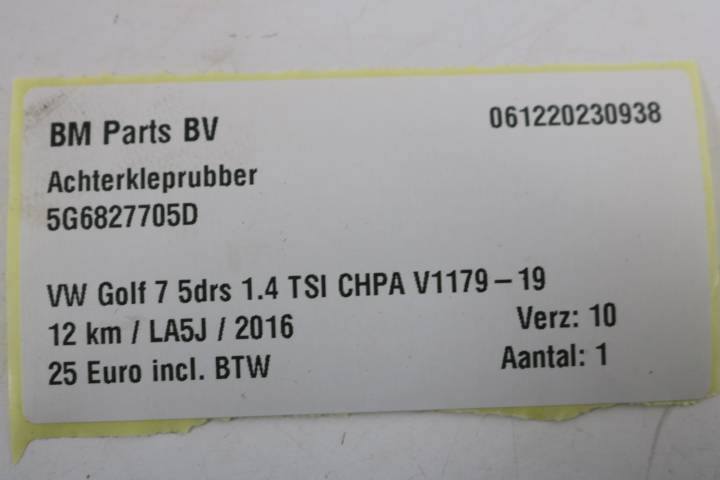 BM Parts BV 061220230938
Achterkleprubber
5G6827705D
VW Golf 7 5drs 1.4 TSI CHPA V1179 – 19
12 km / LA5J / 2016 Verz: 10
25 Euro incl. BTW Aantal: 1